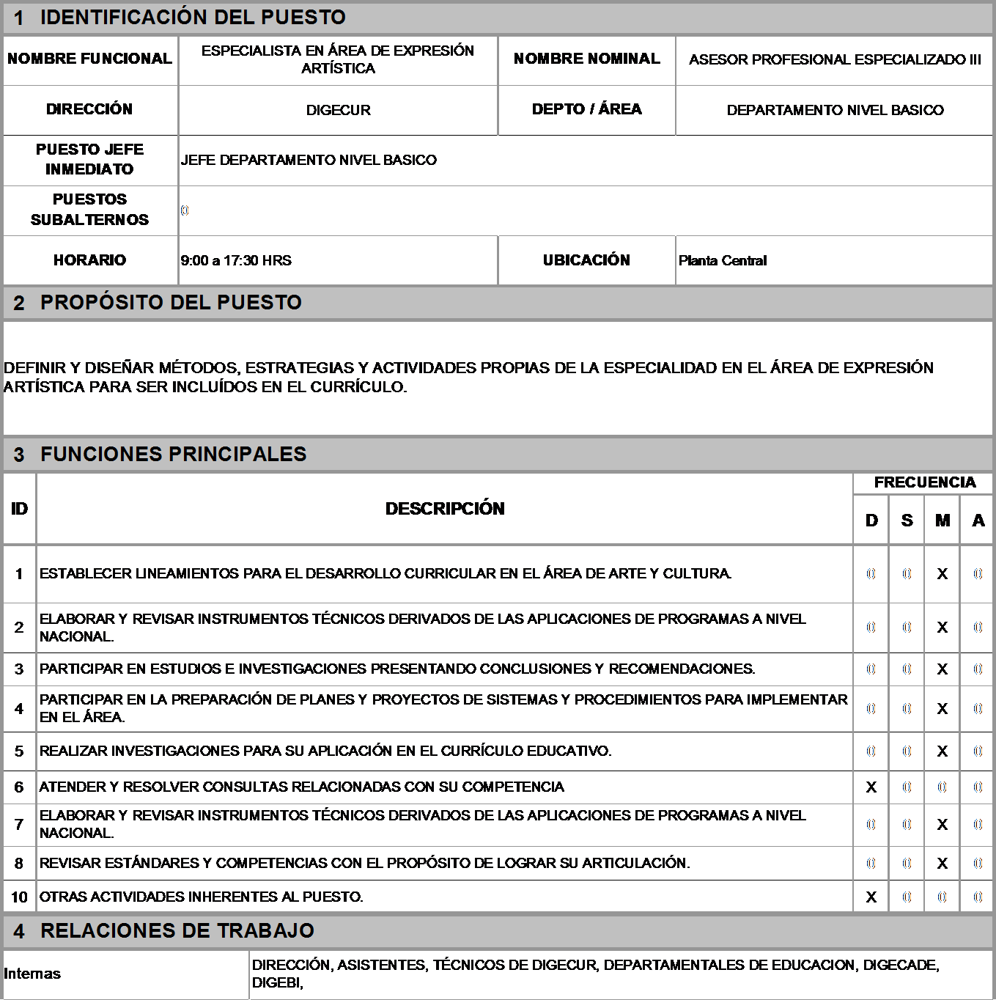 1 IDENTIFICACIÓN DEL PUESTO
NOMBRE FUNCIONAL
ESPECIALISTA EN ÁREA DE EXPRESIÓN
ARTÍSTICA
NOMBRE NOMINAL
ASESOR PROFESIONAL ESPECIALIZADO III
DIRECCIÓN
DIGECUR
DEPTO / ÁREA
DEPARTAMENTO NIVEL BASICO
PUESTO JEFE
INMEDIATO
JEFE DEPARTAMENTO NIVEL BASICO
PUESTOS
SUBALTERNOS
0
HORARIO
9:00 a 17:30 HRS
UBICACIÓN
Planta Central
2 PROPÓSITO DEL PUESTO
DEFINIR Y DISEÑAR MÉTODOS, ESTRATEGIAS Y ACTIVIDADES PROPIAS DE LA ESPECIALIDAD EN EL ÁREA DE EXPRESIÓN
ARTÍSTICA PARA SER INCLUÍDOS EN EL CURRÍCULO.
3 FUNCIONES PRINCIPALES
ID
DESCRIPCIÓN
FRECUENCIA
D S M A
1 ESTABLECER LINEAMIENTOS PARA EL DESARROLLO CURRICULAR EN EL ÁREA DE ARTE Y CULTURA. 0 0 X 0
2 ELABORAR Y REVISAR INSTRUMENTOS TÉCNICOS DERIVADOS DE LAS APLICACIONES DE PROGRAMAS A NIVEL
NACIONAL. 0 0 X 0
3 PARTICIPAR EN ESTUDIOS E INVESTIGACIONES PRESENTANDO CONCLUSIONES Y RECOMENDACIONES. 0 0 X 0
4 PARTICIPAR EN LA PREPARACIÓN DE PLANES Y PROYECTOS DE SISTEMAS Y PROCEDIMIENTOS PARA IMPLEMENTAR
EN EL ÁREA. 0 0 X 0
5 REALIZAR INVESTIGACIONES PARA SU APLICACIÓN EN EL CURRÍCULO EDUCATIVO. 0 0 X 0
6 ATENDER Y RESOLVER CONSULTAS RELACIONADAS CON SU COMPETENCIA X 0 0 0
7 ELABORAR Y REVISAR INSTRUMENTOS TÉCNICOS DERIVADOS DE LAS APLICACIONES DE PROGRAMAS A NIVEL
NACIONAL. 0 0 X 0
8 REVISAR ESTÁNDARES Y COMPETENCIAS CON EL PROPÓSITO DE LOGRAR SU ARTICULACIÓN. 0 0 X 0
10 OTRAS ACTIVIDADES INHERENTES AL PUESTO. X 0 0 0
4 RELACIONES DE TRABAJO
Internas
DIRECCIÓN, ASISTENTES, TÉCNICOS DE DIGECUR, DEPARTAMENTALES DE EDUCACION, DIGECADE,
DIGEBI,